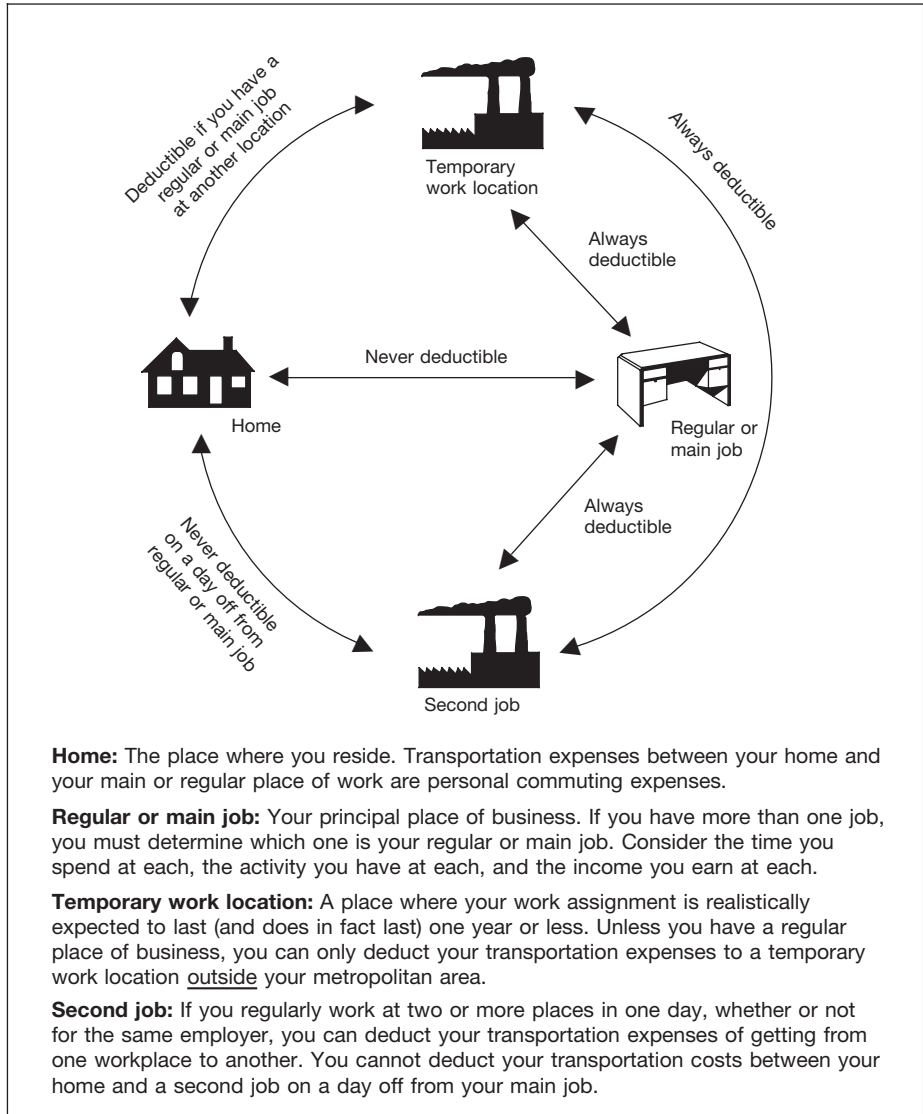 Deductible if you have a
regular or main job
at another location
Temporary
work location
Always deductible
Always
deductible
Never deductible
Home
Regular or
main job
Always
deductible
Never deductible
on a day off from
regular or main job
Second job
Home: The place where you reside. Transportation expenses between your home and
your main or regular place of work are personal commuting expenses.
Regular or main job: Your principal place of business. If you have more than one job,
you must determine which one is your regular or main job. Consider the time you
spend at each, the activity you have at each, and the income you earn at each.
Temporary work location: A place where your work assignment is realistically
expected to last (and does in fact last) one year or less. Unless you have a regular
place of business, you can only deduct your transportation expenses to a temporary
work location outside your metropolitan area.
Second job: If you regularly work at two or more places in one day, whether or not
for the same employer, you can deduct your transportation expenses of getting from
one workplace to another. You cannot deduct your transportation costs between your
home and a second job on a day off from your main job.